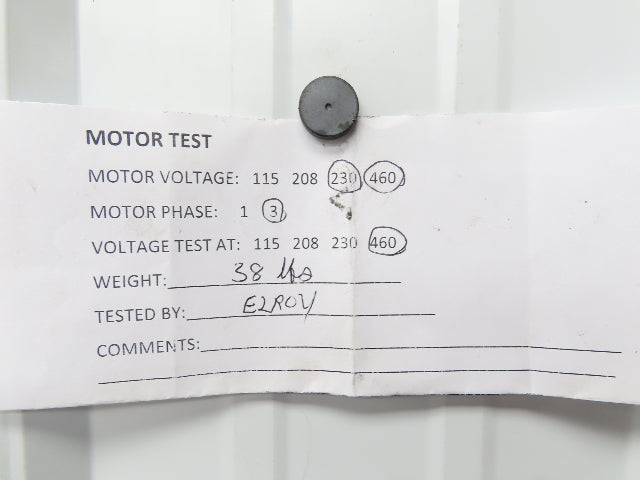 MOTOR TEST
MOTOR VOLTAGE: 115 208 230 460
MOTOR PHASE: 1 3
VOLTAGE TEST AT: 115 208 230 460
WEIGHT: 38 lbs
TESTED BY: ELROY
COMMENTS: